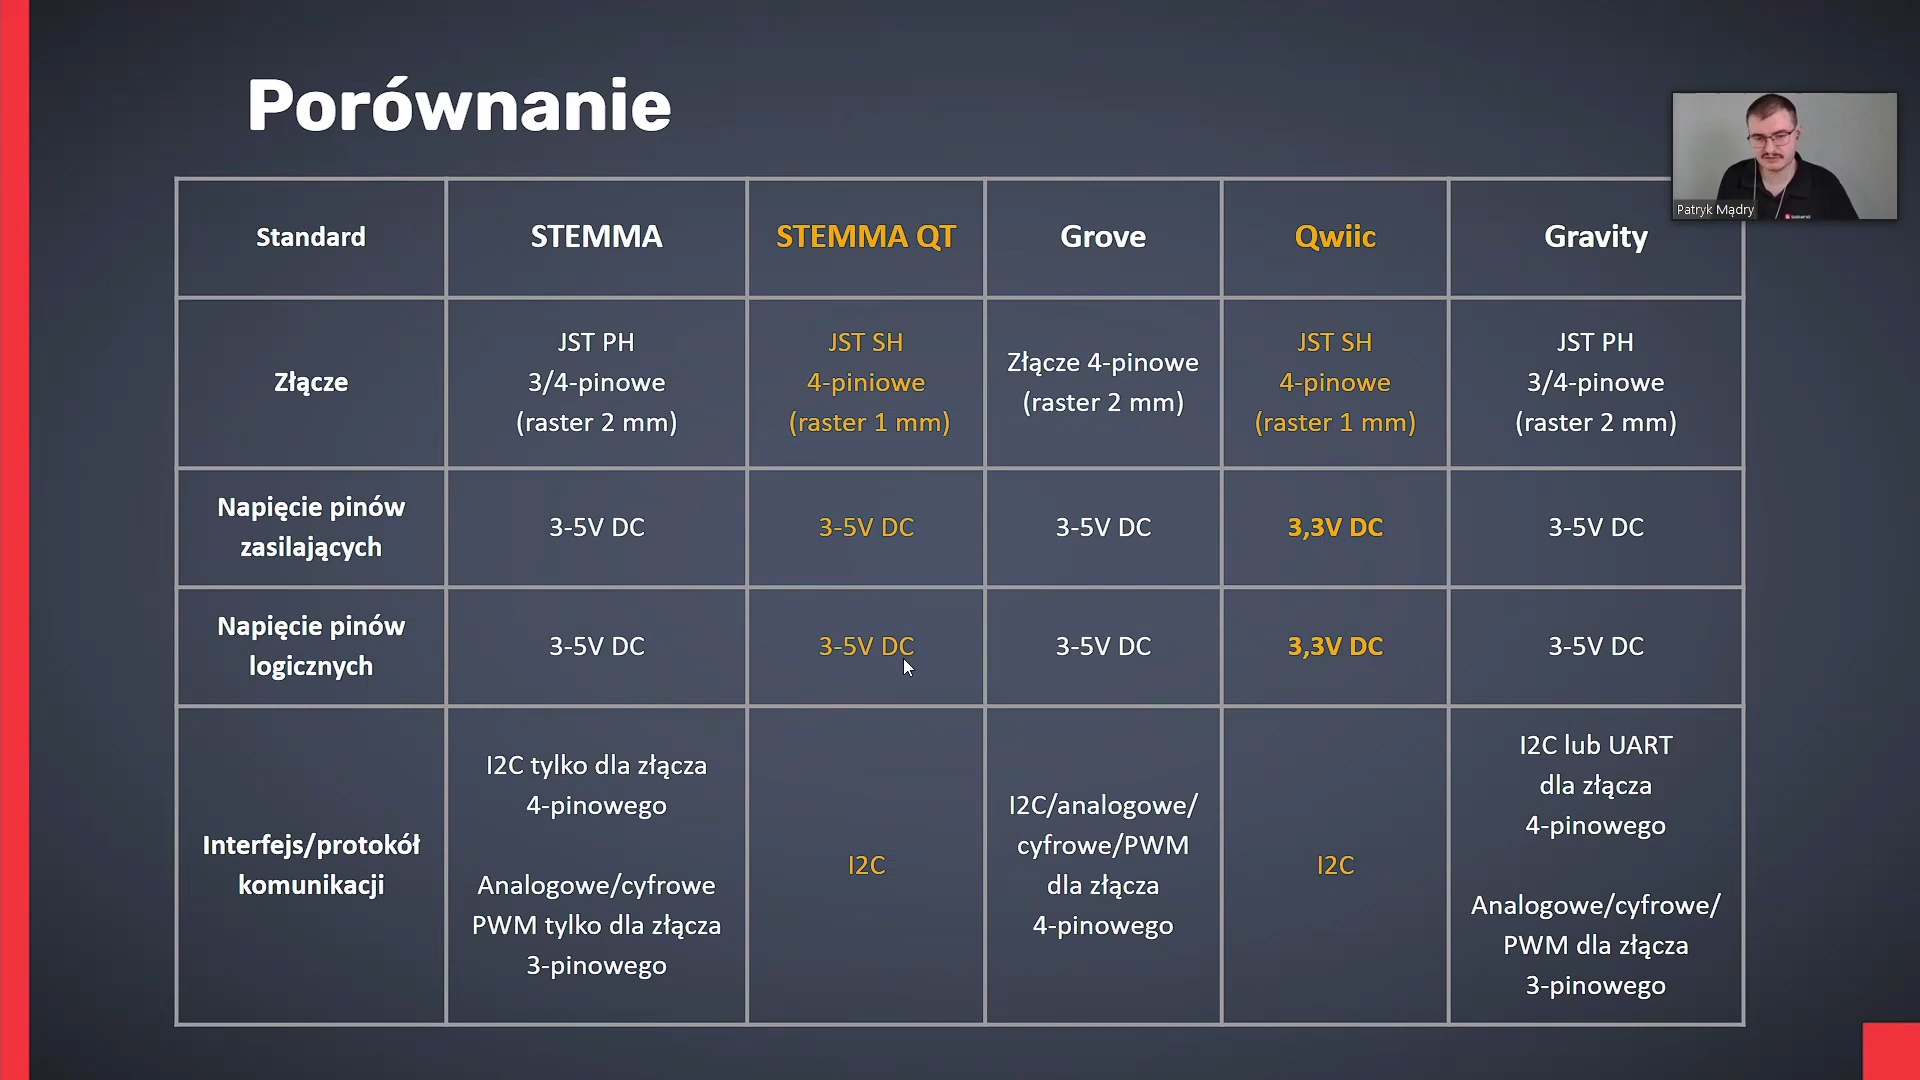 Porównanie
Patryk Mądry
Standard
STEMMA
STEMMA QT
Grove
Qwiic
Gravity
Złącze
JST PH
3/4-pinowe
(raster 2 mm)
JST SH
4-piniowe
(raster 1 mm)
Złącze 4-pinowe
(raster 2 mm)
JST SH
4-pinowe
(raster 1 mm)
JST PH
3/4-pinowe
(raster 2 mm)
Napięcie pinów
zasilających
3-5V DC
3-5V DC
3-5V DC
3,3V DC
3-5V DC
Napięcie pinów
logicznych
3-5V DC
3-5V DC
3-5V DC
3,3V DC
3-5V DC
Interfejs/protokół
komunikacji
I2C tylko dla złącza
4-pinowego
Analogowe/cyfrowe
PWM tylko dla złącza
3-pinowego
I2C
I2C/analogowe/
cyfrowe/PWM
dla złącza
4-pinowego
I2C
I2C lub UART
dla złącza
4-pinowego
Analogowe/cyfrowe/
PWM dla złącza
3-pinowego